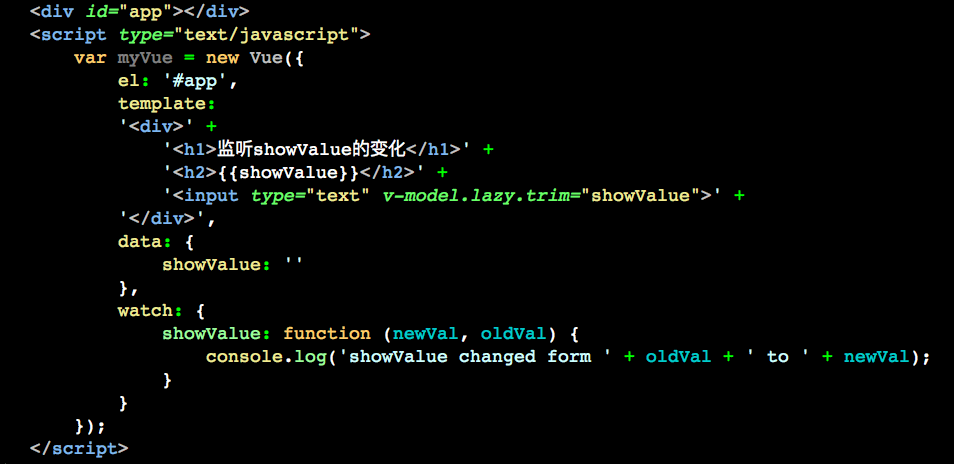 <div id="app"></div>
<script type="text/javascript">
    var myVue = new Vue({
        el: '#app',
        template:
        '<div>' +
            '<h1>监听showValue的变化</h1>' +
            '<h2>{{showValue}}</h2>' +
            '<input type="text" v-model.lazy.trim="showValue">' +
        '</div>',
        data: {
            showValue: ''
        },
        watch: {
            showValue: function (newVal, oldVal) {
                console.log('showValue changed form ' + oldVal + ' to ' + newVal);
            }
        }
    });
</script>